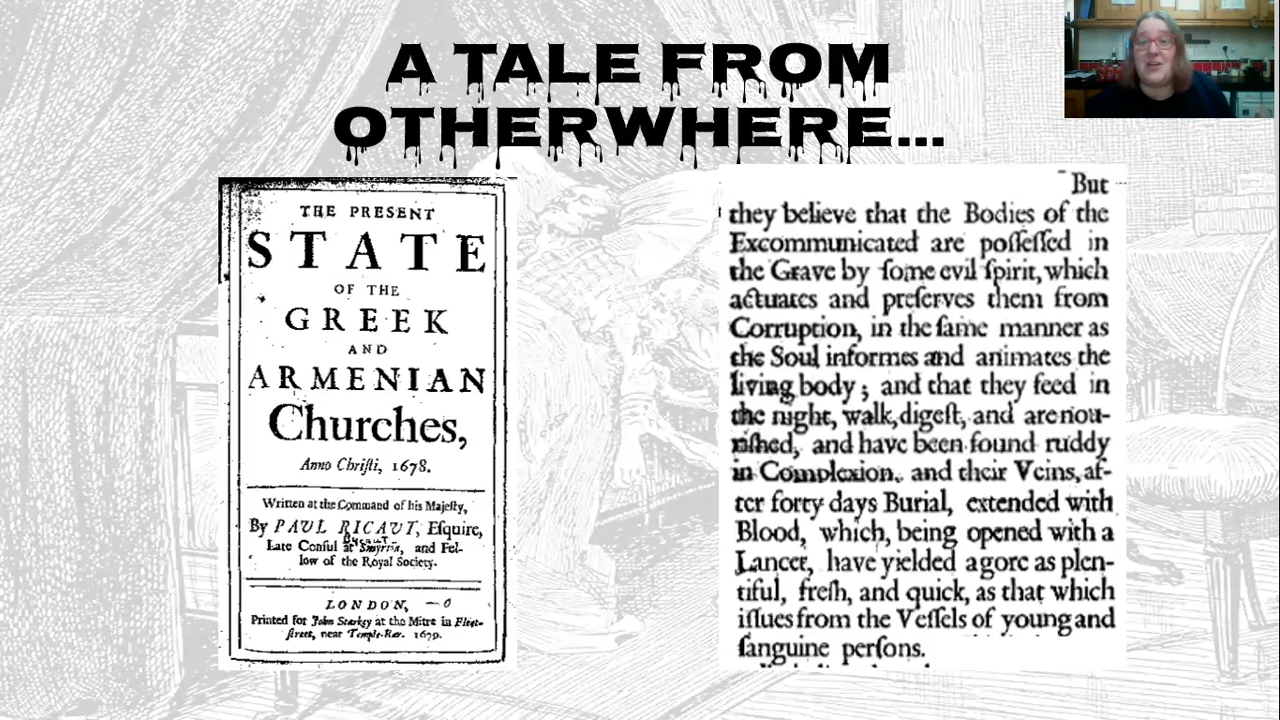 A TALE FROM
OTHERWHERE...
THE PRESENT
STATE
OF THE
GREEK
AND
ARMENIAN
Churches,
Anno Chriſti, 1678.
Written at the Command of his Majeſty,
By PAUL RICAUT, Eſquire,
Late Conſul at Smyrna, and Fel-
low of the Royal Society.
LONDON,
Printed for John Starkey at the Mitre in Fleet-
ſtreet, near Temple-Bar. 1679.
But
they believe that the Bodies of the
Excommunicated are poſſeſſed in
the Grave by ſome evil ſpirit, which
actuates and preſerves them from
Corruption, in the ſame manner as
the Soul informes and animates the
living body; and that they feed in
the night, walk, digeſt, and are nou-
riſhed, and have been found ruddy
in Complexion, and their Veins, af-
ter forty days Burial, extended with
Blood, which, being opened with a
Lancet, have yielded a gore as plen-
tiful, freſh, and quick, as that which
iſſues from the Veſſels of young and
ſanguine perſons.